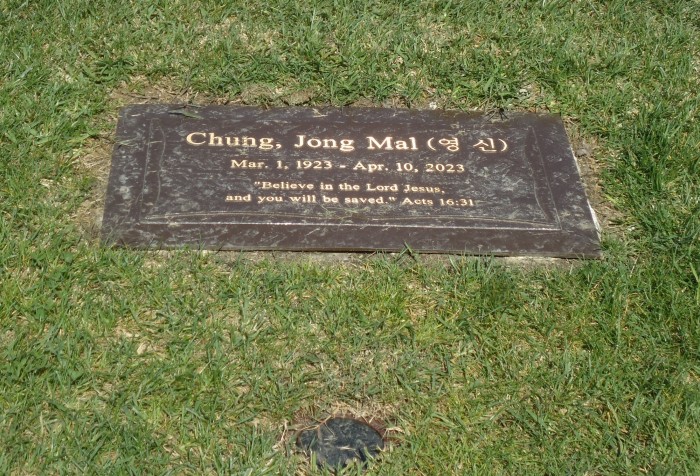 Chung, Jong Mal (영 신)
Mar. 1, 1923 - Apr. 10, 2023
"Believe in the Lord Jesus,
and you will be saved." Acts 16:31